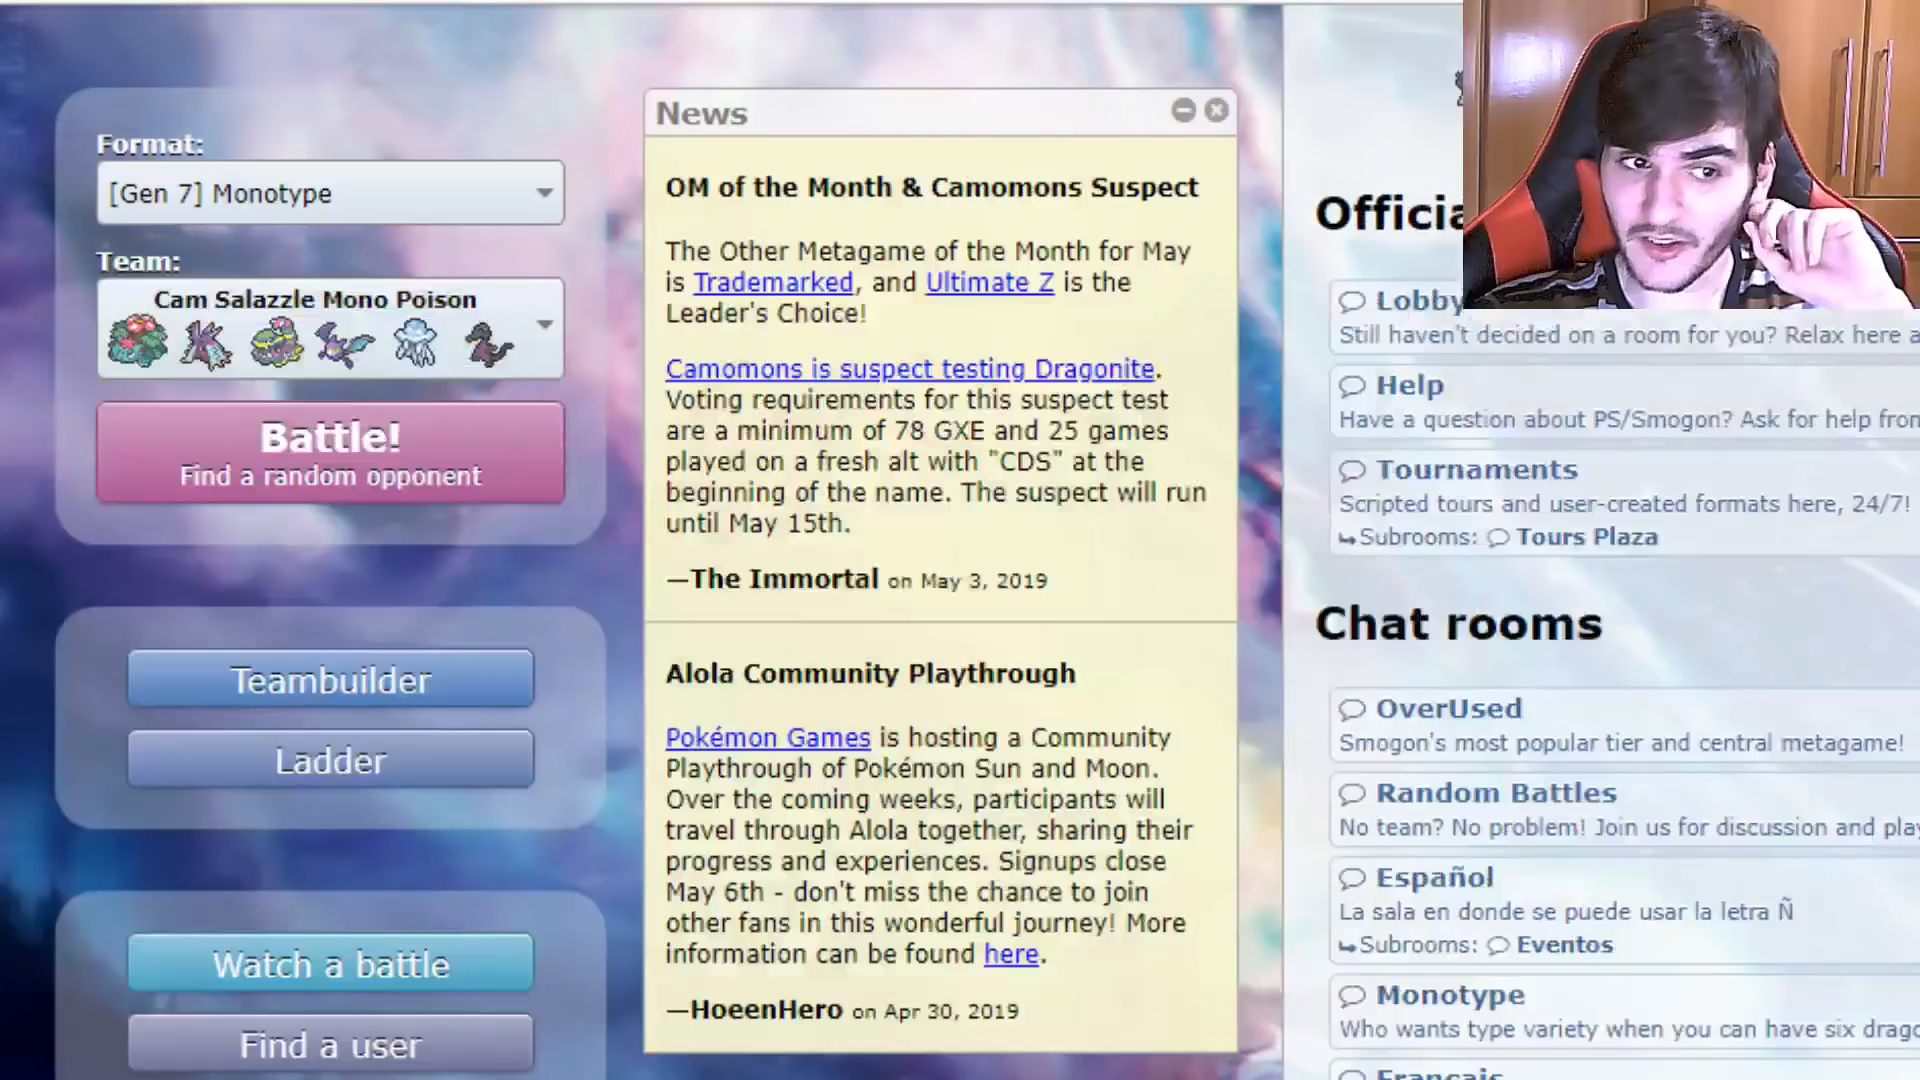 Format:
[Gen 7] Monotype
Team:
Cam Salazzle Mono Poison
Battle!
Find a random opponent
Teambuilder
Ladder
Watch a battle
Find a user
News
OM of the Month & Camomons Suspect
The Other Metagame of the Month for May
is Trademarked, and Ultimate Z is the
Leader's Choice!
Camomons is suspect testing Dragonite.
Voting requirements for this suspect test
are a minimum of 78 GXE and 25 games
played on a fresh alt with "CDS" at the
beginning of the name. The suspect will run
until May 15th.
—The Immortal on May 3, 2019
Alola Community Playthrough
Pokémon Games is hosting a Community
Playthrough of Pokémon Sun and Moon.
Over the coming weeks, participants will
travel through Alola together, sharing their
progress and experiences. Signups close
May 6th - don't miss the chance to join
other fans in this wonderful journey! More
information can be found here.
—HoeenHero on Apr 30, 2019
Officia
Lobby
Still haven't decided on a room for you? Relax here a
Help
Have a question about PS/Smogon? Ask for help from
Tournaments
Scripted tours and user-created formats here, 24/7!
↳Subrooms: Tours Plaza
Chat rooms
OverUsed
Smogon's most popular tier and central metagame!
Random Battles
No team? No problem! Join us for discussion and play
Español
La sala en donde se puede usar la letra Ñ
↳Subrooms: Eventos
Monotype
Who wants type variety when you can have six drago
Français